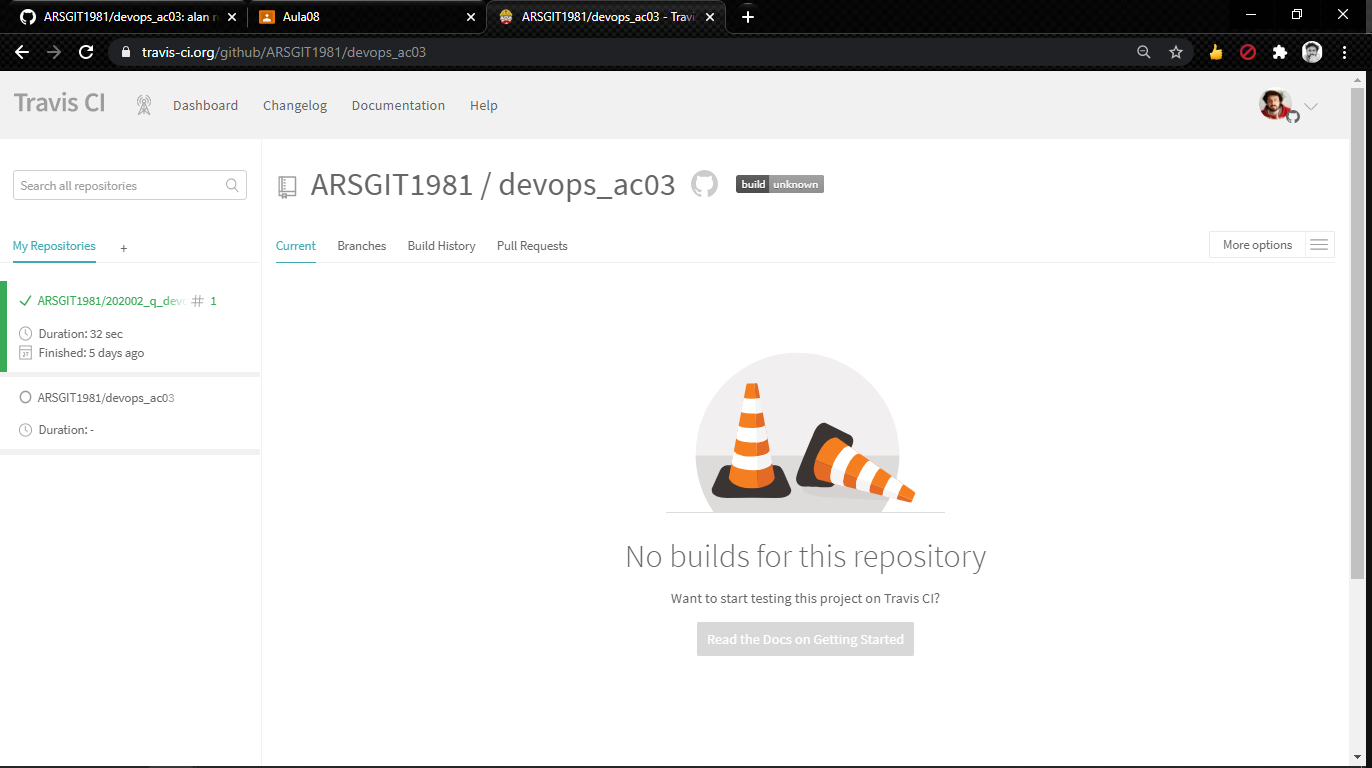 ARSGIT1981/devops_ac03: alan r
Aula08
ARSGIT1981/devops_ac03 - Travi
travis-ci.org/github/ARSGIT1981/devops_ac03
Travis CI
Dashboard
Changelog
Documentation
Help
Search all repositories
ARSGIT1981 / devops_ac03
build unknown
My Repositories
+
Current
Branches
Build History
Pull Requests
More options
ARSGIT1981/202002_q_devo
# 1
Duration: 32 sec
Finished: 5 days ago
ARSGIT1981/devops_ac03
Duration: -
No builds for this repository
Want to start testing this project on Travis CI?
Read the Docs on Getting Started